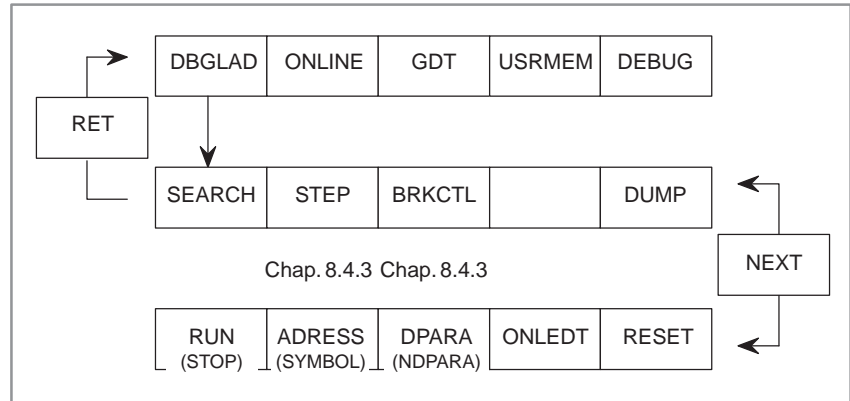 DBGLAD ONLINE GDT USRMEM DEBUG
RET
SEARCH STEP BRKCTL DUMP
NEXT
Chap. 8.4.3 Chap. 8.4.3
RUN ADRESS DPARA ONLEDT RESET
(STOP) (SYMBOL) (NDPARA)